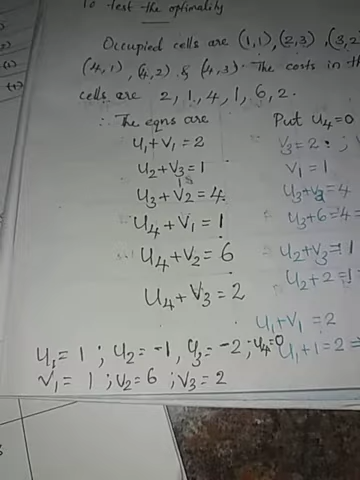 To test the optimality
Occupied cells are (1,1), (2,3), (3,2
(4,1), (4,2) & (4,3). The costs in th
cells are 2, 1, 4, 1, 6, 2.
∴ The eqns are
U1+V1=2
U2+V3=1
U3+V2=4
U4+V1=1
U4+V2=6
U4+V3=2
Put U4=0
V3=2
V1=1
U3+V2=4
U3+6=4
U2+V3=1
U2+2=1
U1+V1=2
U1+1=2 ⇒
U1=1 ; U2=-1, U3=-2 ; U4=0
V1=1 ; V2=6 ; V3=2